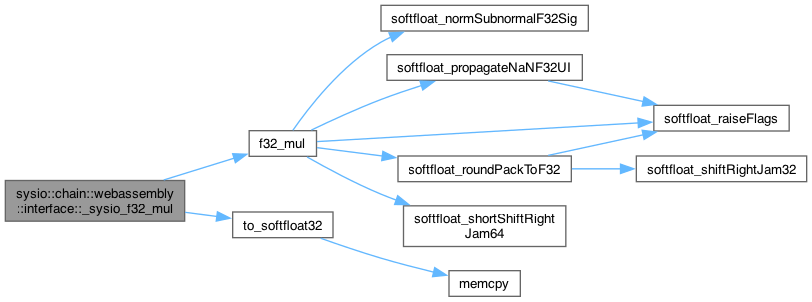 softfloat_normSubnormalF32Sig
softfloat_propagateNaNF32UI
softfloat_raiseFlags
f32_mul
softfloat_roundPackToF32
softfloat_shiftRightJam32
sysio::chain::webassembly
::interface::_sysio_f32_mul
softfloat_shortShiftRight
Jam64
to_softfloat32
memcpy